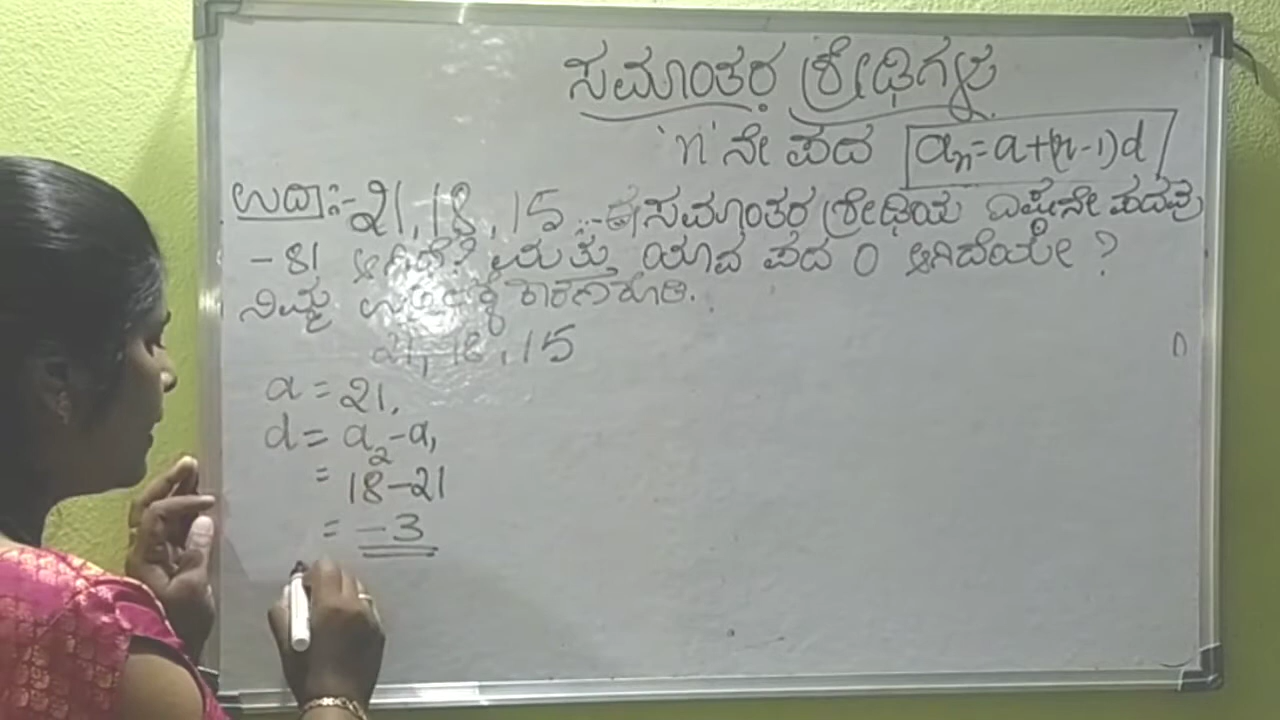 ಸಮಾಂತರ ಶ್ರೇಢಿಗಳು
'n' ನೇ ಪದ an=a+(n-1)d
ಉದಾ:- 21, 18, 15 ... ಈ ಸಮಾಂತರ ಶ್ರೇಢಿಯ ಎಷ್ಟನೇ ಪದವು
-81 ಆಗಿದೆ? ಮತ್ತು ಯಾವ ಪದ 0 ಆಗಿದೆಯೇ?
ನಿಮ್ಮ ಉತ್ತರಕ್ಕೆ ಕಾರಣ ಕೊಡಿ.
21, 18, 15
a = 21,
d = a2 - a1
= 18-21
= -3